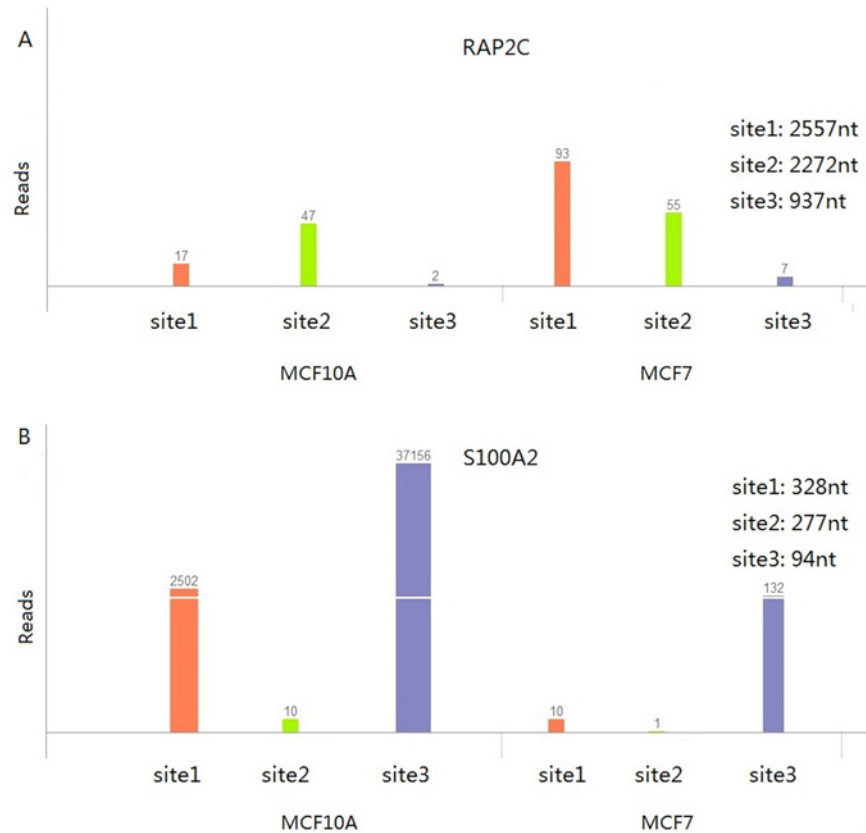 A
RAP2C
Reads
site1: 2557nt
site2: 2272nt
site3: 937nt
17
47
2
93
55
7
site1 site2 site3 site1 site2 site3
MCF10A MCF7
B
S100A2
Reads
site1: 328nt
site2: 277nt
site3: 94nt
2502
10
37156
10
1
132
site1 site2 site3 site1 site2 site3
MCF10A MCF7